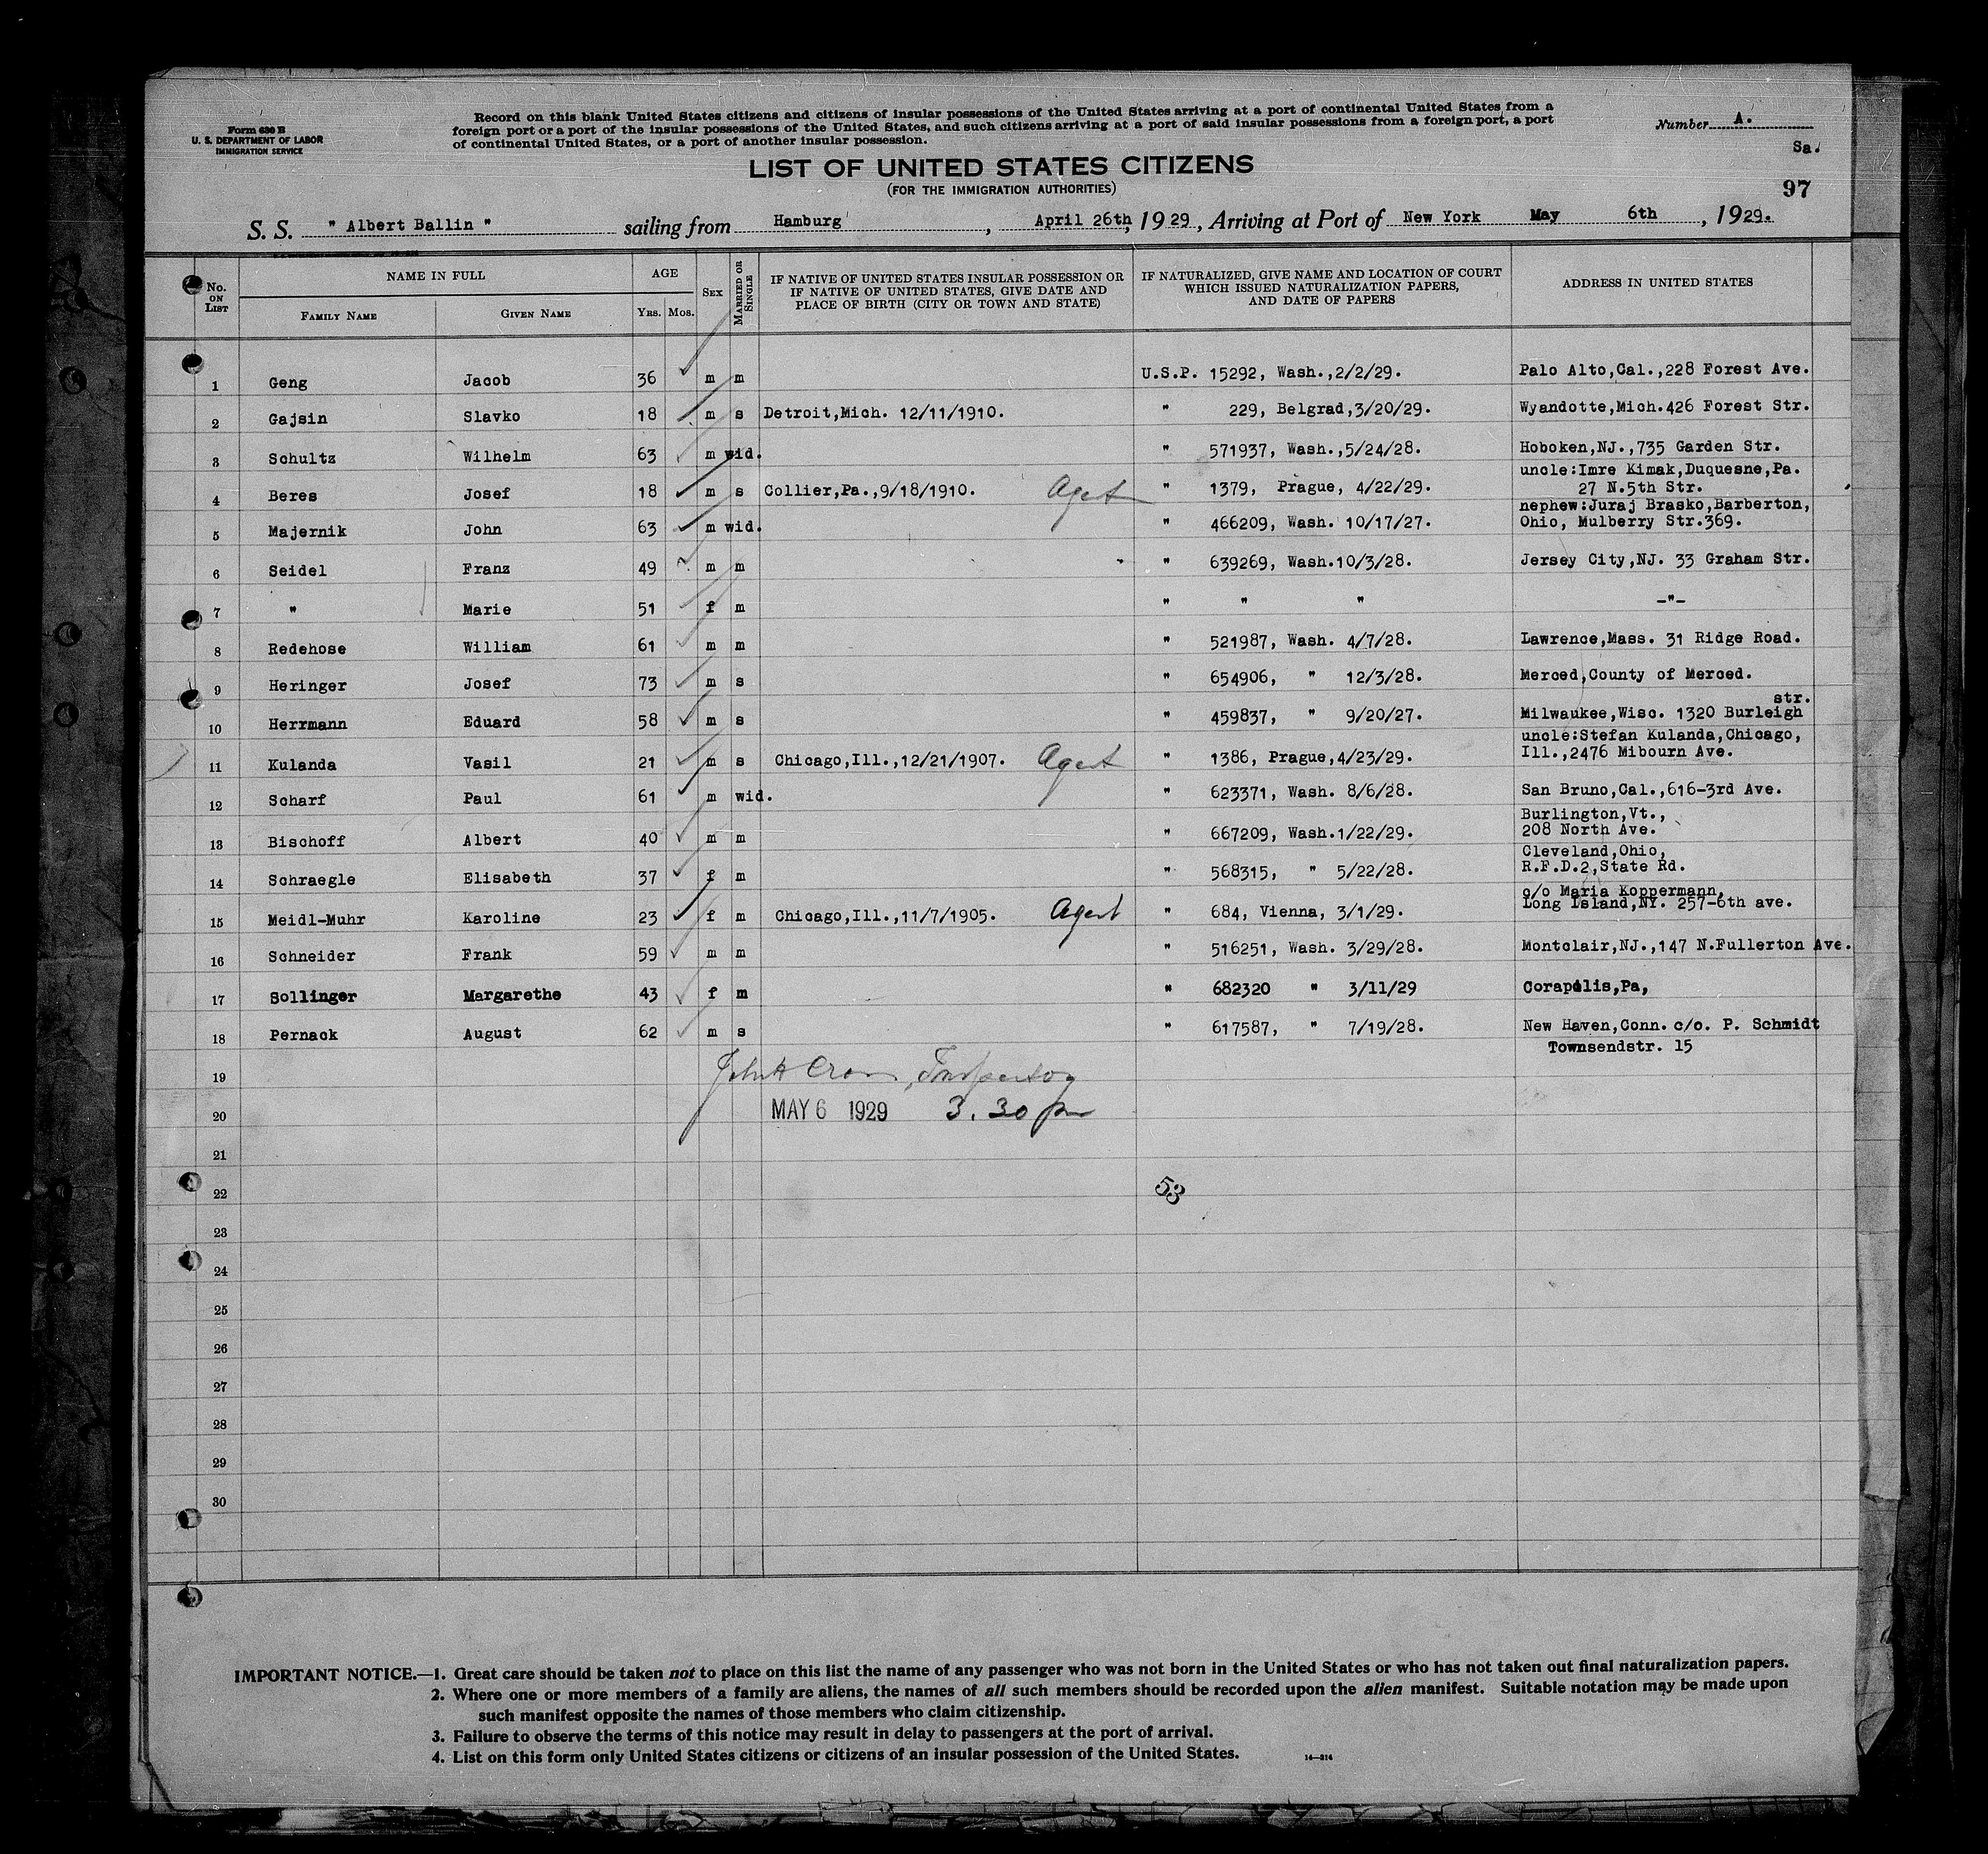 Form 630 B
U. S. DEPARTMENT OF LABOR
IMMIGRATION SERVICE
Record on this blank United States citizens and citizens of insular possessions of the United States arriving at a port of continental United States from a
foreign port or a port of the insular possessions of the United States, and such citizens arriving at a port of said insular possessions from a foreign port, a port
of continental United States, or a port of another insular possession.
Number A.
Sa.
LIST OF UNITED STATES CITIZENS
(FOR THE IMMIGRATION AUTHORITIES)
97
S. S. " Albert Ballin " sailing from Hamburg , April 26th, 1929, Arriving at Port of New York May 6th , 1929.
No. ON LIST
NAME IN FULL
FAMILY NAME
GIVEN NAME
AGE
YRS. MOS.
SEX
MARRIED OR SINGLE
IF NATIVE OF UNITED STATES INSULAR POSSESSION OR
IF NATIVE OF UNITED STATES, GIVE DATE AND
PLACE OF BIRTH (CITY OR TOWN AND STATE)
IF NATURALIZED, GIVE NAME AND LOCATION OF COURT
WHICH ISSUED NATURALIZATION PAPERS,
AND DATE OF PAPERS
ADDRESS IN UNITED STATES
1 Geng Jacob 36 m m U.S.P. 15292, Wash.,2/2/29. Palo Alto,Cal.,228 Forest Ave.
2 Gajsin Slavko 18 m s Detroit,Mich. 12/11/1910. " 229, Belgrad,3/20/29. Wyandotte,Mich.426 Forest Str.
3 Schultz Wilhelm 63 m wid. " 571937, Wash.,5/24/28. Hoboken,NJ.,735 Garden Str.
4 Beres Josef 18 m s Collier,Pa.,9/18/1910. Agent " 1379, Prague, 4/22/29. uncle:Imre Kimak,Duquesne,Pa.
27 N.5th Str.
5 Majernik John 63 m wid. " 466209, Wash. 10/17/27. nephew:Juraj Brasko,Barberton,
Ohio, Mulberry Str.369.
6 Seidel Franz 49 m m " 639269, Wash.10/3/28. Jersey City,NJ. 33 Graham Str.
7 " Marie 51 f m " " " -"-
8 Redehose William 61 m m " 521987, Wash. 4/7/28. Lawrence,Mass. 31 Ridge Road.
9 Heringer Josef 73 m s " 654906, " 12/3/28. Merced,County of Merced.
str.
10 Herrmann Eduard 58 m s " 459837, " 9/20/27. Milwaukee,Wisc. 1320 Burleigh
11 Kulanda Vasil 21 m s Chicago,Ill.,12/21/1907. Agent " 1386, Prague,4/23/29. uncle:Stefan Kulanda,Chicago,
Ill.,2476 Mibourn Ave.
12 Scharf Paul 61 m wid. " 623371, Wash. 8/6/28. San Bruno,Cal.,616-3rd Ave.
13 Bischoff Albert 40 m m " 667209, Wash.1/22/29. Burlington,Vt.,
208 North Ave.
14 Schraegle Elisabeth 37 f m " 568315, " 5/22/28. Cleveland,Ohio,
R.F.D.2,State Rd.
15 Meidl-Muhr Karoline 23 f m Chicago,Ill.,11/7/1905. Agent " 684, Vienna, 3/1/29. c/o Maria Koppermann,
Long Island,NY. 257-6th ave.
16 Schneider Frank 59 m m " 516251, Wash. 3/29/28. Montclair,NJ.,147 N.Fullerton Ave.
17 Sollinger Margarethe 43 f m " 682320 " 3/11/29 Corapolis,Pa,
18 Pernack August 62 m s " 617587, " 7/19/28. New Haven,Conn. c/o. P. Schmidt
Townsendstr. 15
19 John Inspector
20 MAY 6 1929 3.30 pm
21
22 53
23
24
25
26
27
28
29
30
IMPORTANT NOTICE.—1. Great care should be taken not to place on this list the name of any passenger who was not born in the United States or who has not taken out final naturalization papers.
2. Where one or more members of a family are aliens, the names of all such members should be recorded upon the alien manifest. Suitable notation may be made upon
such manifest opposite the names of those members who claim citizenship.
3. Failure to observe the terms of this notice may result in delay to passengers at the port of arrival.
4. List on this form only United States citizens or citizens of an insular possession of the United States. 14—314